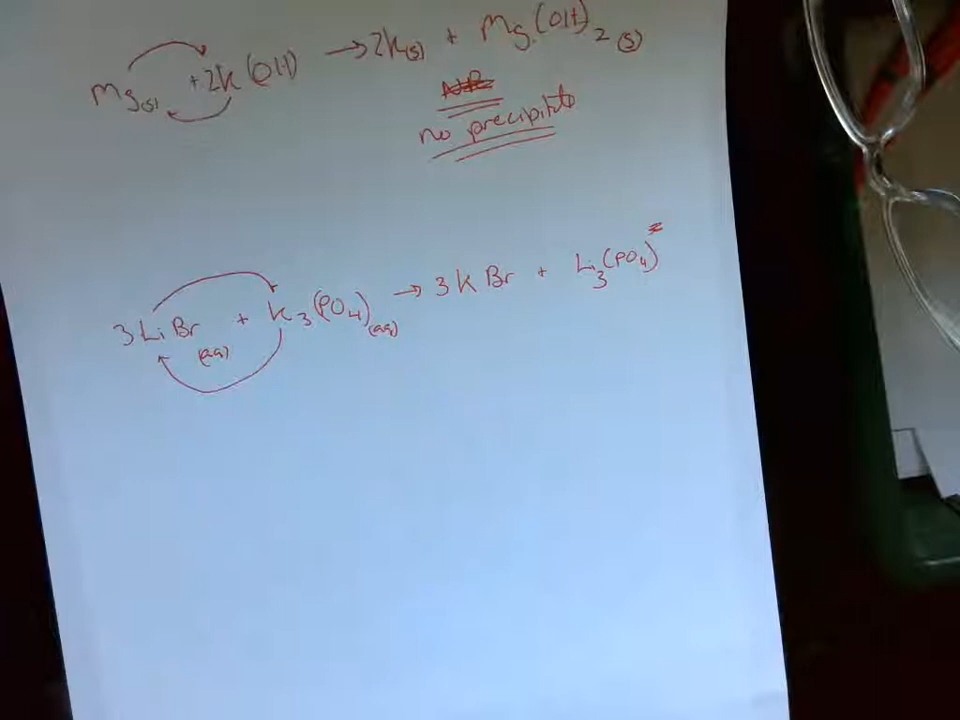 Mg(s) + 2K(OH) → 2K(s) + Mg(OH)2 (s)
no precipitate
3LiBr(aq) + K3(PO4)(aq) → 3KBr + Li3(PO4)